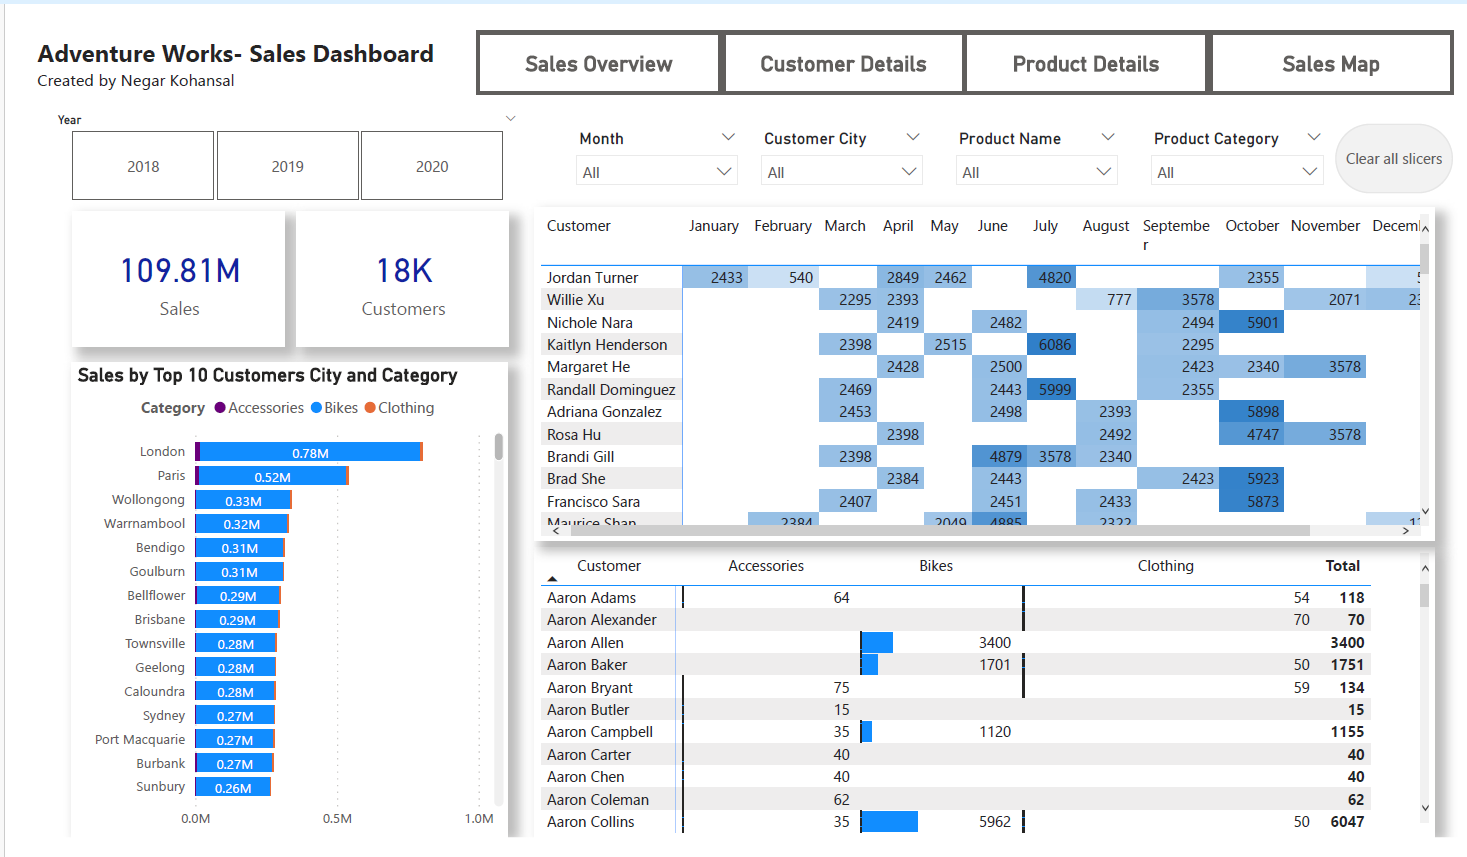 Adventure Works- Sales Dashboard
Created by Negar Kohansal
Sales Overview
Customer Details
Product Details
Sales Map
Year
2018
2019
2020
Month
All
Customer City
All
Product Name
All
Product Category
All
Clear all slicers
109.81M
Sales
18K
Customers
Sales by Top 10 Customers City and Category
Category Accessories Bikes Clothing
London 0.78M
Paris 0.52M
Wollongong 0.33M
Warrnambool 0.32M
Bendigo 0.31M
Goulburn 0.31M
Bellflower 0.29M
Brisbane 0.29M
Townsville 0.28M
Geelong 0.28M
Caloundra 0.28M
Sydney 0.27M
Port Macquarie 0.27M
Burbank 0.27M
Sunbury 0.26M
0.0M 0.5M 1.0M
Customer January February March April May June July August Septembe October November
r
Jordan Turner 2433 540 2849 2462 4820 2355
Willie Xu 2295 2393 777 3578 2071
Nichole Nara 2419 2482 2494 5901
Kaitlyn Henderson 2398 2515 6086 2295
Margaret He 2428 2500 2423 2340 3578
Randall Dominguez 2469 2443 5999 2355
Adriana Gonzalez 2453 2498 2393 5898
Rosa Hu 2398 2492 4747 3578
Brandi Gill 2398 4879 3578 2340
Brad She 2384 2443 2423 5923
Francisco Sara 2407 2451 2433 5873
Maurice Shan 2384 2049 4885 2322
Customer Accessories Bikes Clothing Total
Aaron Adams 64 54 118
Aaron Alexander 70 70
Aaron Allen 3400 3400
Aaron Baker 1701 50 1751
Aaron Bryant 75 59 134
Aaron Butler 15 15
Aaron Campbell 35 1120 1155
Aaron Carter 40 40
Aaron Chen 40 40
Aaron Coleman 62 62
Aaron Collins 35 5962 50 6047